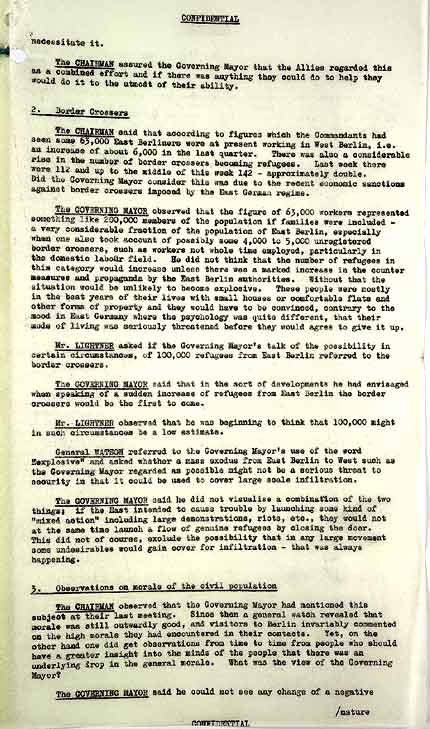 CONFIDENTIAL
necessitate it.
The CHAIRMAN assured the Governing Mayor that the Allies regarded this
as a combined effort and if there was anything they could do to help they
would do it to the utmost of their ability.
2. Border Crossers
The CHAIRMAN said that according to figures which the Commandants had
seen some 63,000 East Berliners were at present working in West Berlin, i.e.
an increase of about 6,000 in the last quarter. There was also a considerable
rise in the number of border crossers becoming refugees. Last week there
were 112 and up to the middle of this week 142 - approximately double.
Did the Governing Mayor consider this was due to the recent economic sanctions
against border crossers imposed by the East German regime.
The GOVERNING MAYOR observed that the figure of 63,000 workers represented
something like 200,000 members of the population if families were included -
a very considerable fraction of the population of East Berlin, especially
when one also took account of possibly some 4,000 to 5,000 unregistered
border crossers, such as workers not whole time employed, particularly in
the domestic labour field. He did not think that the number of refugees in
this category would increase unless there was a marked increase in the counter
measures and propaganda by the East Berlin authorities. Without that the
situation would be unlikely to become explosive. These people were mostly
in the best years of their lives with small houses or comfortable flats and
other forms of property and they would have to be convinced, contrary to the
mood in East Germany where the psychology was quite different, that their
mode of living was seriously threatened before they would agree to give it up.
Mr. LIGHTNER asked if the Governing Mayor's talk of the possibility in
certain circumstances, of 100,000 refugees from East Berlin referred to the
border crossers.
The GOVERNING MAYOR said that in the sort of developments he had envisaged
when speaking of a sudden increase of refugees from East Berlin the border
crossers would be the first to come.
Mr. LIGHTNER observed that he was beginning to think that 100,000 might
in such circumstances be a low estimate.
General WATSON referred to the Governing Mayor's use of the word
"explosive" and asked whether a mass exodus from East Berlin to West such as
the Governing Mayor regarded as possible might not be a serious threat to
security in that it could be used to cover large scale infiltration.
The GOVERNING MAYOR said he did not visualise a combination of the two
things; if the East intended to cause trouble by launching some kind of
"mixed action" including large demonstrations, riots, etc., they would not
at the same time launch a flow of genuine refugees by closing the door.
This did not of course, exclude the possibility that in any large movement
some undesirables would gain cover for infiltration - that was always
happening.
3. Observations on morale of the civil population
The CHAIRMAN observed that the Governing Mayor had mentioned this
subject at their last meeting. Since then a general watch revealed that
morale was still outwardly good, and visitors to Berlin invariably commented
on the high morale they had encountered in their contacts. Yet, on the
other hand one did get observations from time to time from people who should
have a greater insight into the minds of the people that there was an
underlying drop in the general morale. What was the view of the Governing
Mayor?
The GOVERNING MAYOR said he could not see any change of a negative
/nature
CONFIDENTIAL